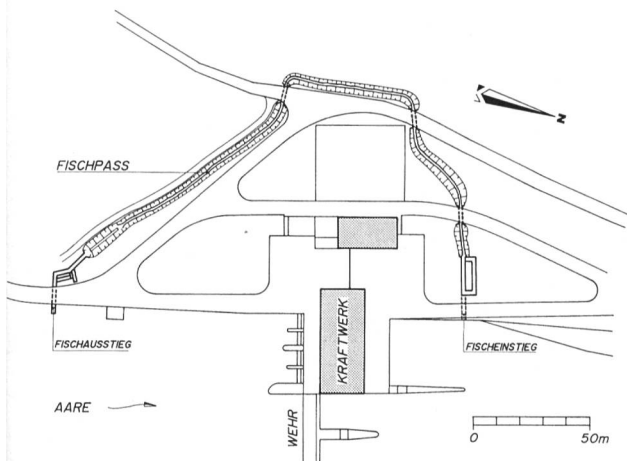 N
FISCHPASS
FISCHAUSSTIEG
KRAFTWERK
FISCHEINSTIEG
AARE
WEHR
0
50m